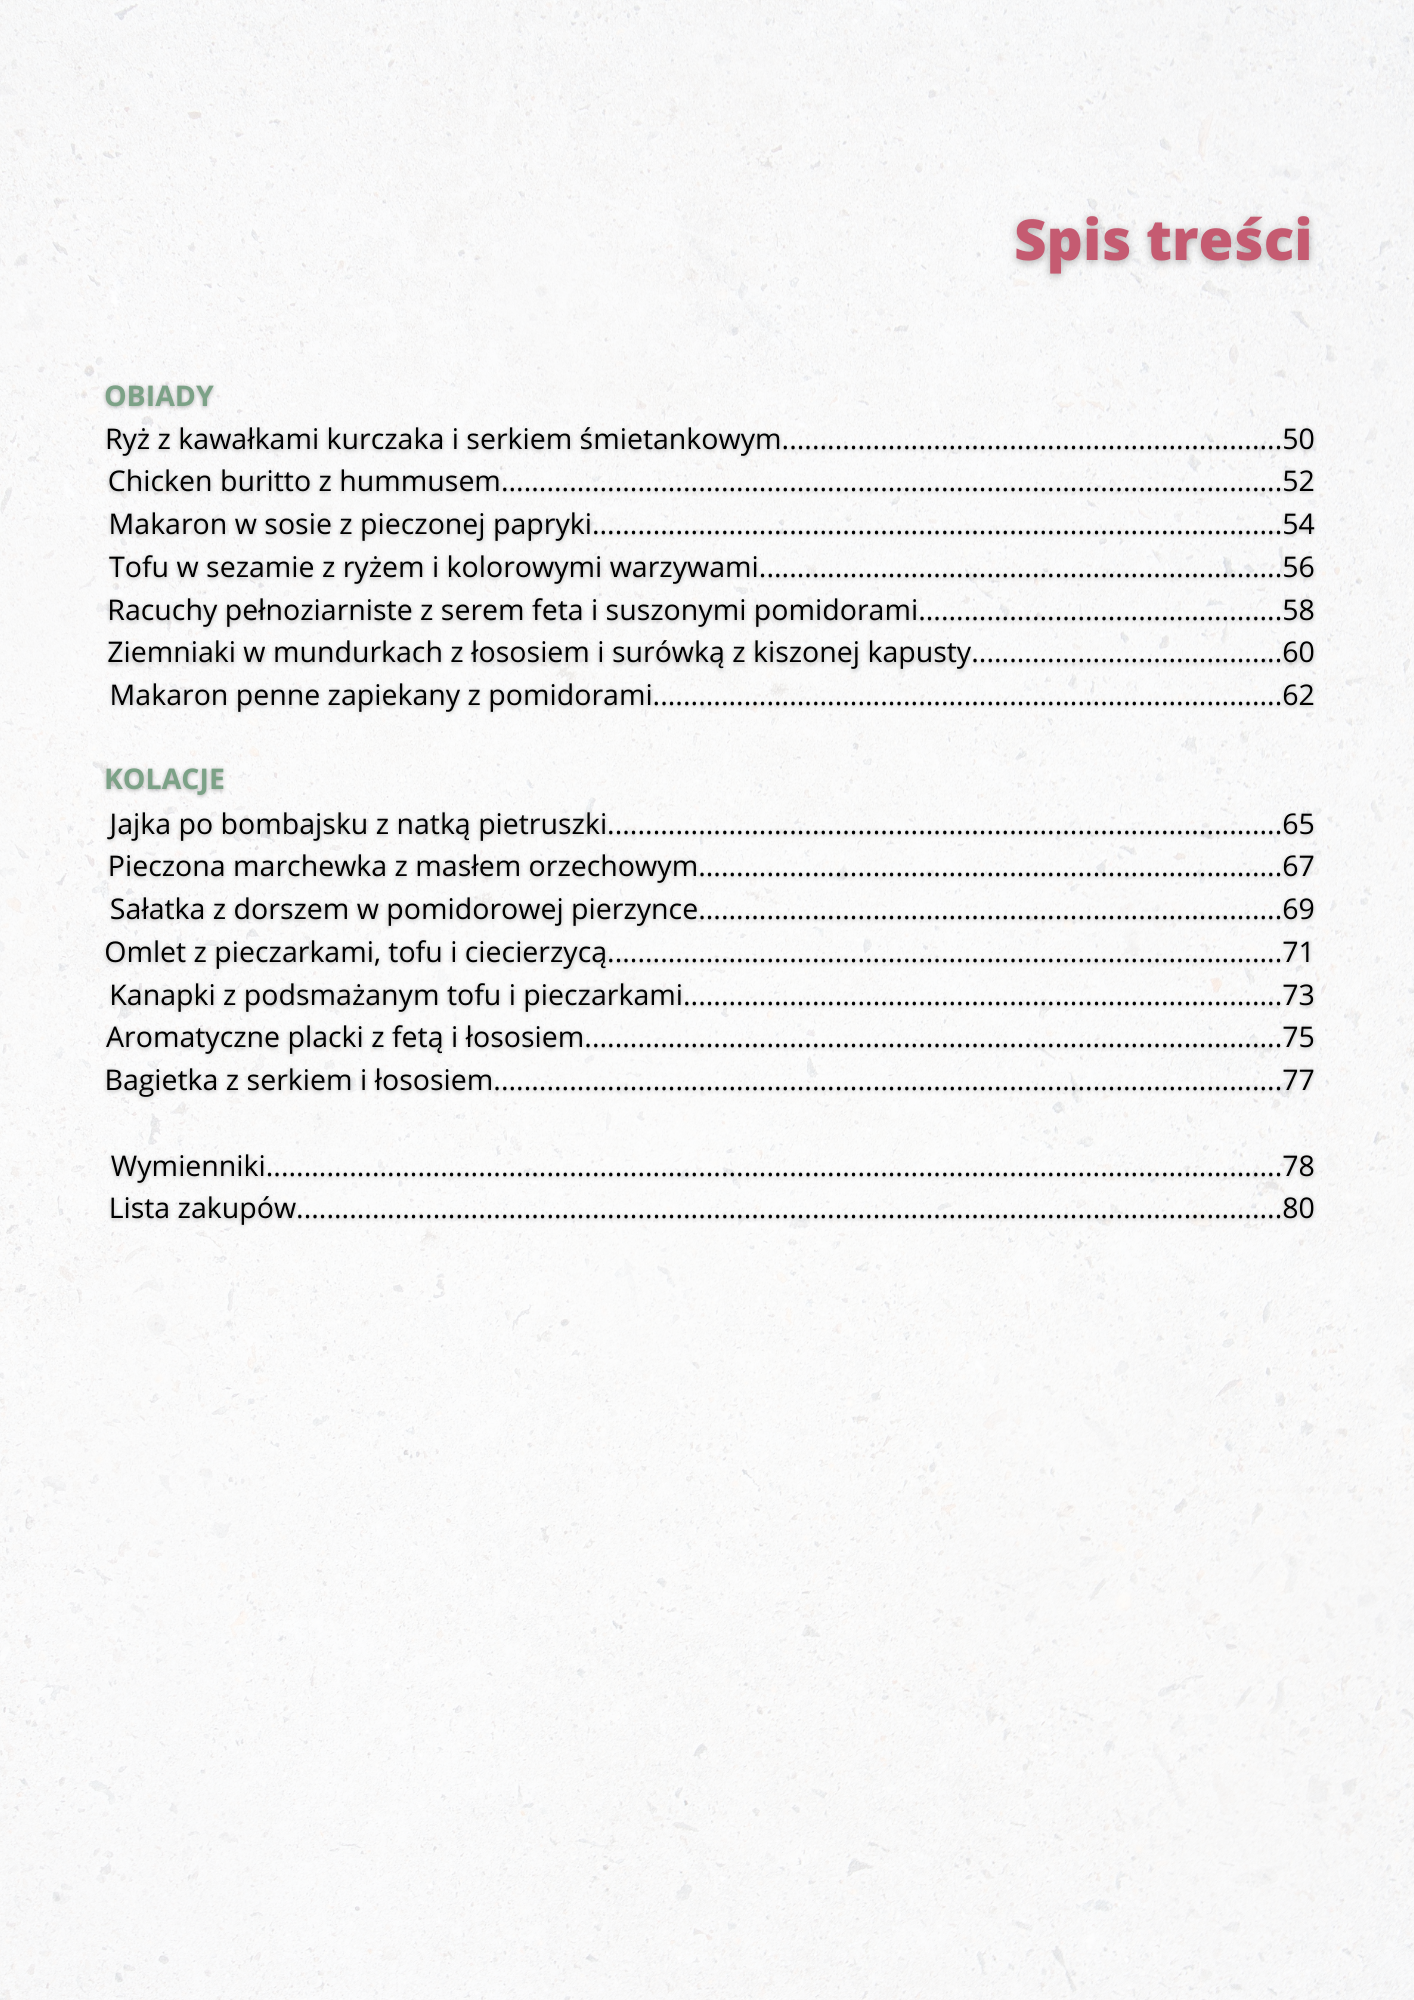 Spis treści
OBIADY
Ryż z kawałkami kurczaka i serkiem śmietankowym..................................................................50
Chicken buritto z hummusem.......................................................................................................52
Makaron w sosie z pieczonej papryki...........................................................................................54
Tofu w sezamie z ryżem i kolorowymi warzywami.....................................................................56
Racuchy pełnoziarniste z serem feta i suszonymi pomidorami................................................58
Ziemniaki w mundurkach z łososiem i surówką z kiszonej kapusty.........................................60
Makaron penne zapiekany z pomidorami...................................................................................62
KOLACJE
Jajka po bombajsku z natką pietruszki.........................................................................................65
Pieczona marchewka z masłem orzechowym.............................................................................67
Sałatka z dorszem w pomidorowej pierzynce.............................................................................69
Omlet z pieczarkami, tofu i ciecierzycą.........................................................................................71
Kanapki z podsmażanym tofu i pieczarkami...............................................................................73
Aromatyczne placki z fetą i łososiem............................................................................................75
Bagietka z serkiem i łososiem........................................................................................................77
Wymienniki......................................................................................................................................78
Lista zakupów..................................................................................................................................80